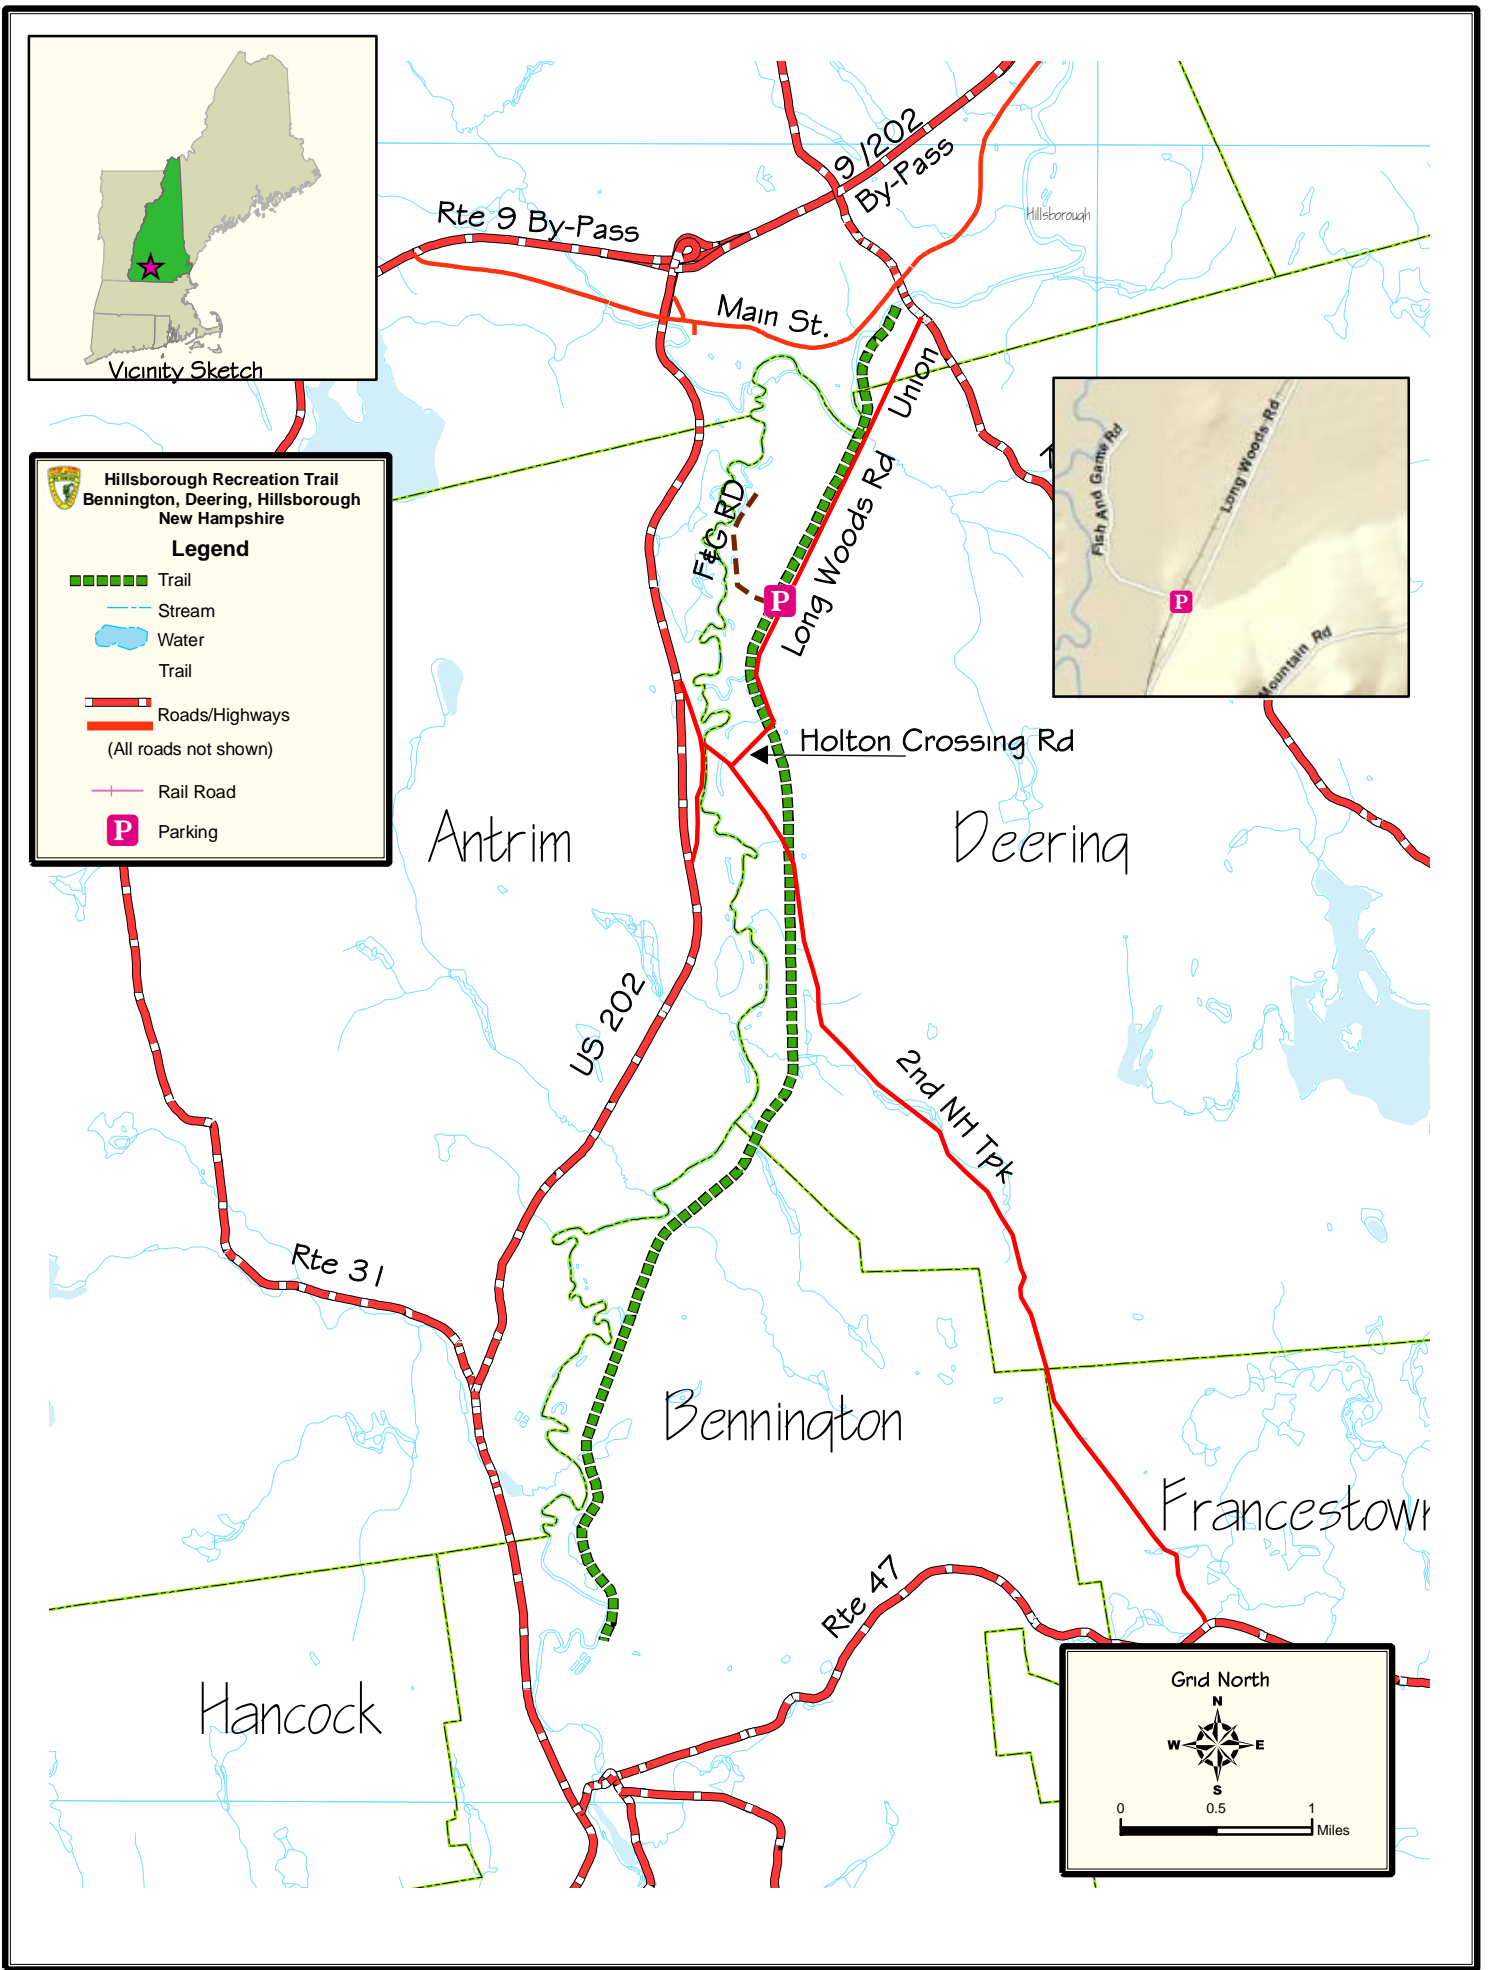 Vicinity Sketch
9 /202
By-Pass
Rte 9 By-Pass
Hillsborough
Main St.
Union
Hillsborough Recreation Trail
Bennington, Deering, Hillsborough
New Hampshire
Legend
Trail
Stream
Water
Trail
Roads/Highways
(All roads not shown)
Rail Road
P
Parking
F&G RD
Long Woods Rd
P
Fish And Game Rd
Long Woods Rd
P
Mountain Rd
Holton Crossing Rd
Antrim
Deering
US 202
2nd NH Tpk
Rte 31
Bennington
Francestown
Rte 47
Hancock
Grid North
N
W
E
S
0 0.5 1
Miles